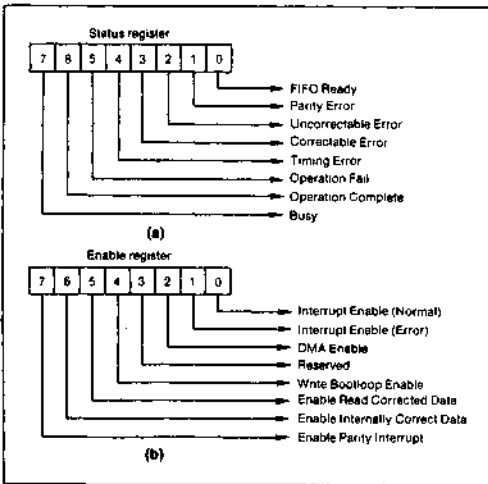 Status register
7 6 5 4 3 2 1 0
FIFO Ready
Parity Error
Uncorrectable Error
Correctable Error
Timing Error
Operation Fail
Operation Complete
Busy
(a)
Enable register
7 6 5 4 3 2 1 0
Interrupt Enable (Normal)
Interrupt Enable (Error)
DMA Enable
Reserved
Write Bootloop Enable
Enable Read Corrected Data
Enable Internally Correct Data
Enable Parity Interrupt
(b)